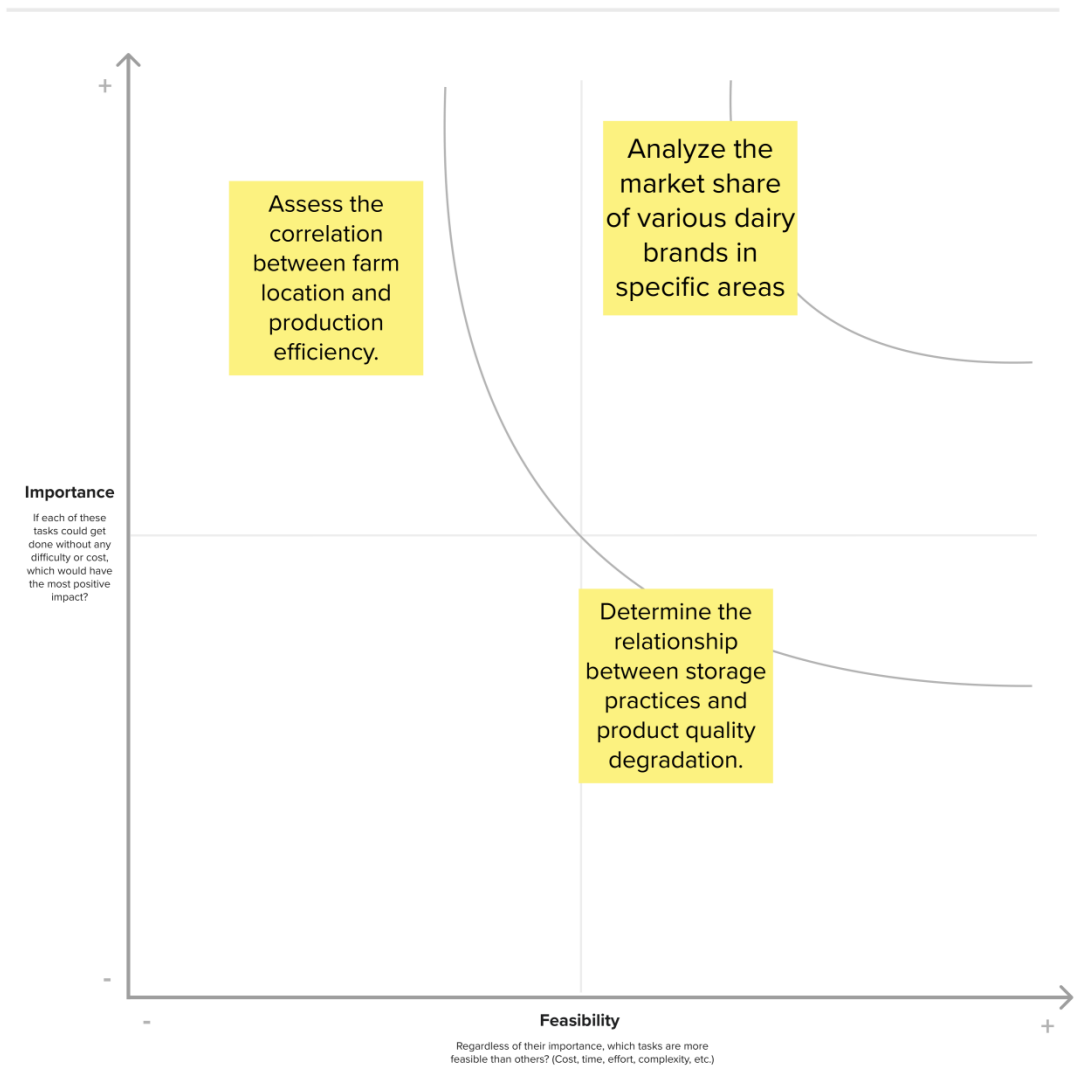 +
Analyze the
market share
of various dairy
brands in
specific areas
Assess the
correlation
between farm
location and
production
efficiency.
Importance
If each of these
tasks could get
done without any
difficulty or cost,
which would have
the most positive
impact?
Determine the
relationship
between storage
practices and
product quality
degradation.
-
-
Feasibility
+
Regardless of their importance, which tasks are more
feasible than others? (Cost, time, effort, complexity, etc.)